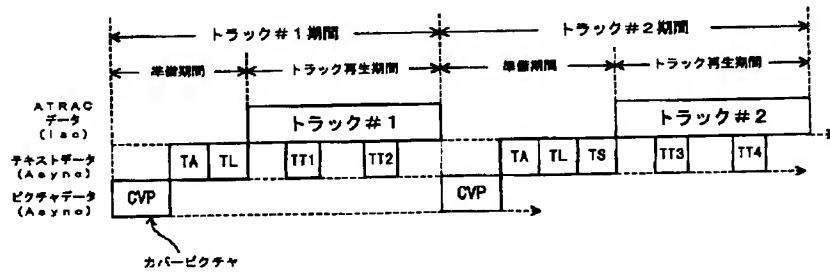 トラック#1期間 トラック#2期間
準備期間 トラック再生期間 準備期間 トラック再生期間
ATRAC
データ
(Iso)
トラック#1 トラック#2
テキストデータ
(Async)
TA TL TT1 TT2 TA TL TS TT3 TT4
ピクチャデータ
(Async)
CVP CVP
カバーピクチャ